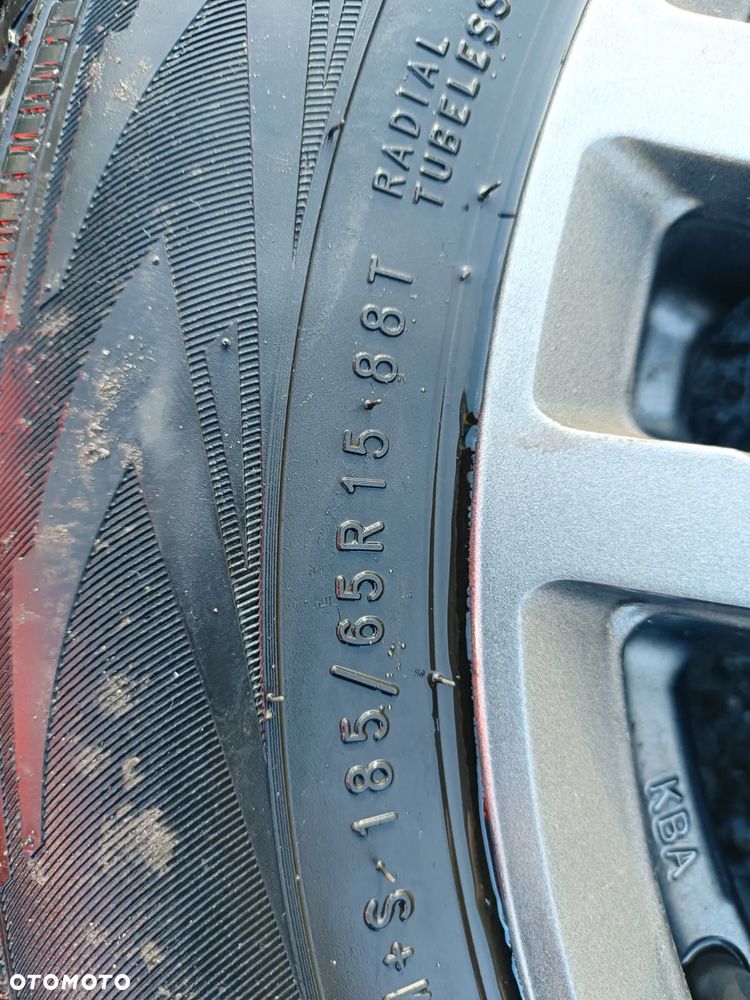 RADIAL
TUBELESS
M+S 185/65R15 88T
KBA
OTOMOTO